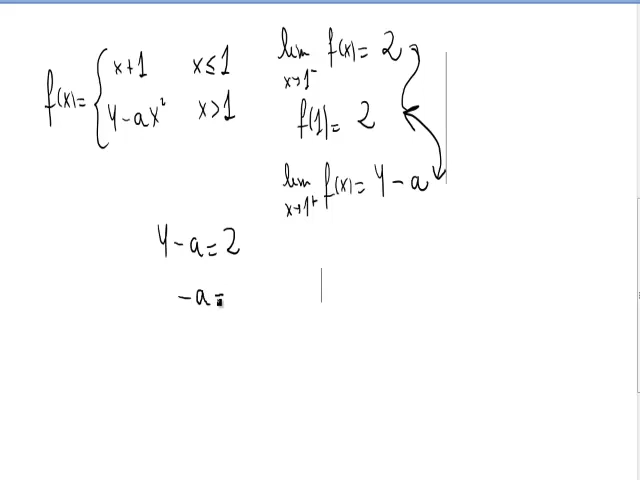 f(x)= { x+1 x≤1
4-ax² x>1
lim x→1⁻ f(x)= 2
f(1)= 2
lim x→1⁺ f(x)= 4-a
4-a=2
-a=